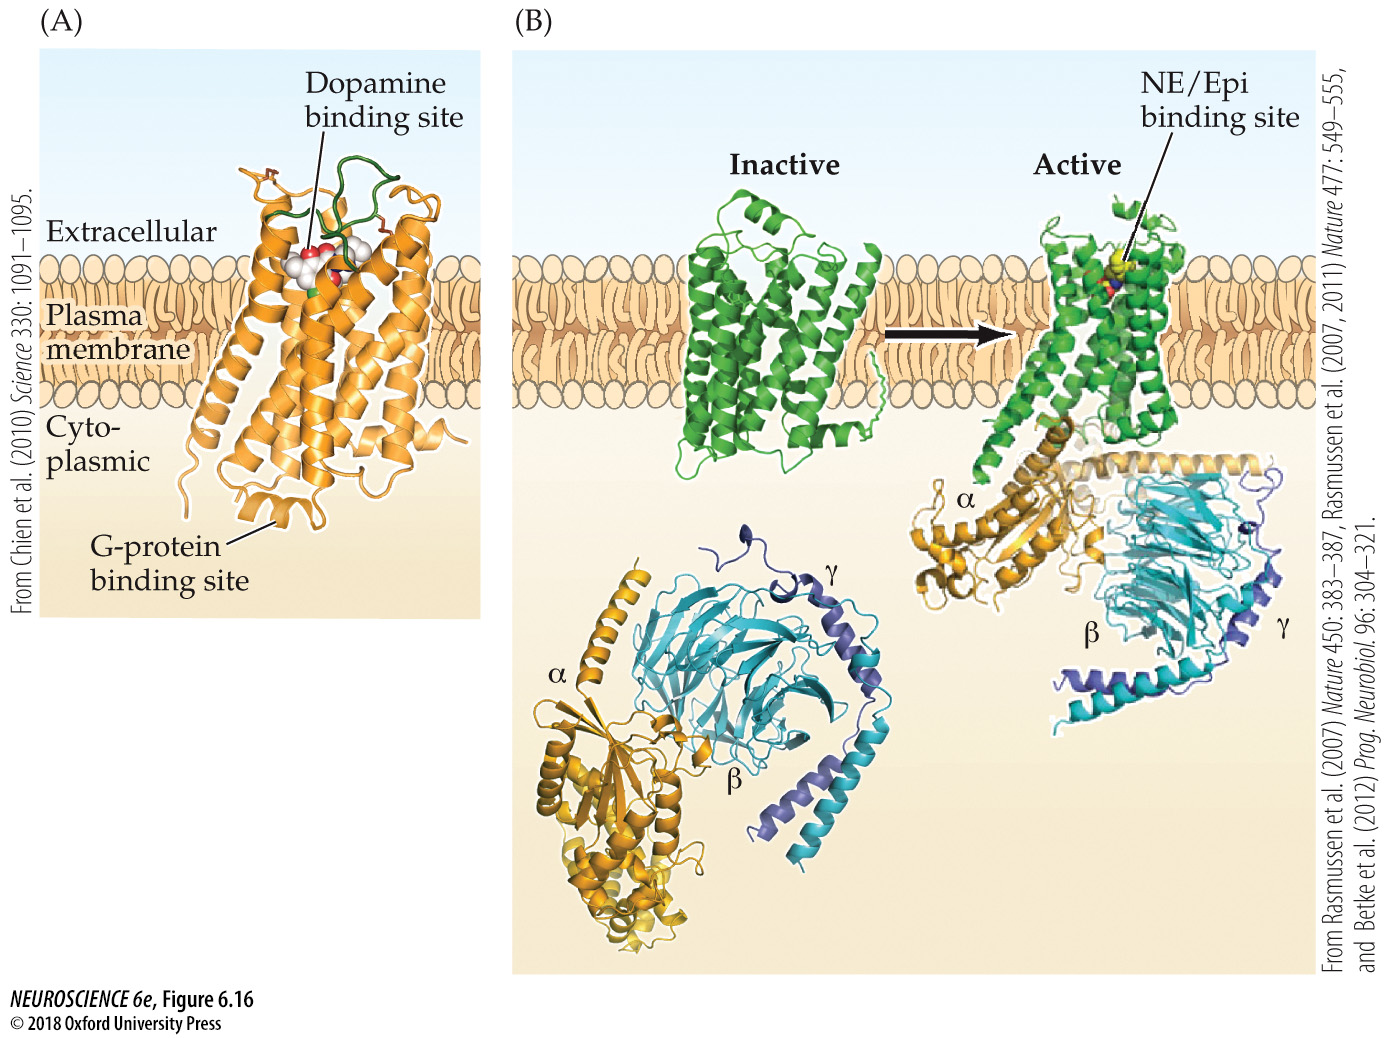 (A)
Dopamine
binding site
Extracellular
Plasma
membrane
Cyto-
plasmic
G-protein
binding site
From Chien et al. (2010) Science 330: 1091–1095.
(B)
NE/Epi
binding site
Inactive
Active
α
β
γ
α
β
γ
From Rasmussen et al. (2007) Nature 450: 383–387, Rasmussen et al. (2007, 2011) Nature 477: 549–555,
and Betke et al. (2012) Prog. Neurobiol. 96: 304–321.
NEUROSCIENCE 6e, Figure 6.16
© 2018 Oxford University Press